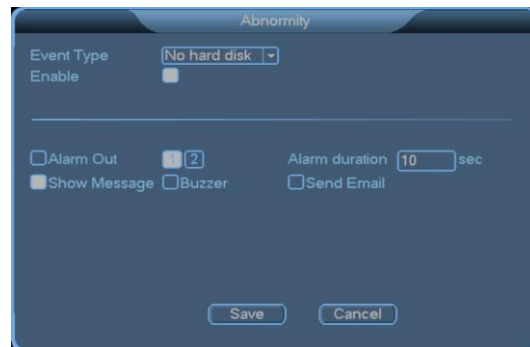 Abnormity
Event Type No hard disk
Enable
Alarm Out 1 2 Alarm duration 10 sec
Show Message Buzzer Send Email
Save Cancel